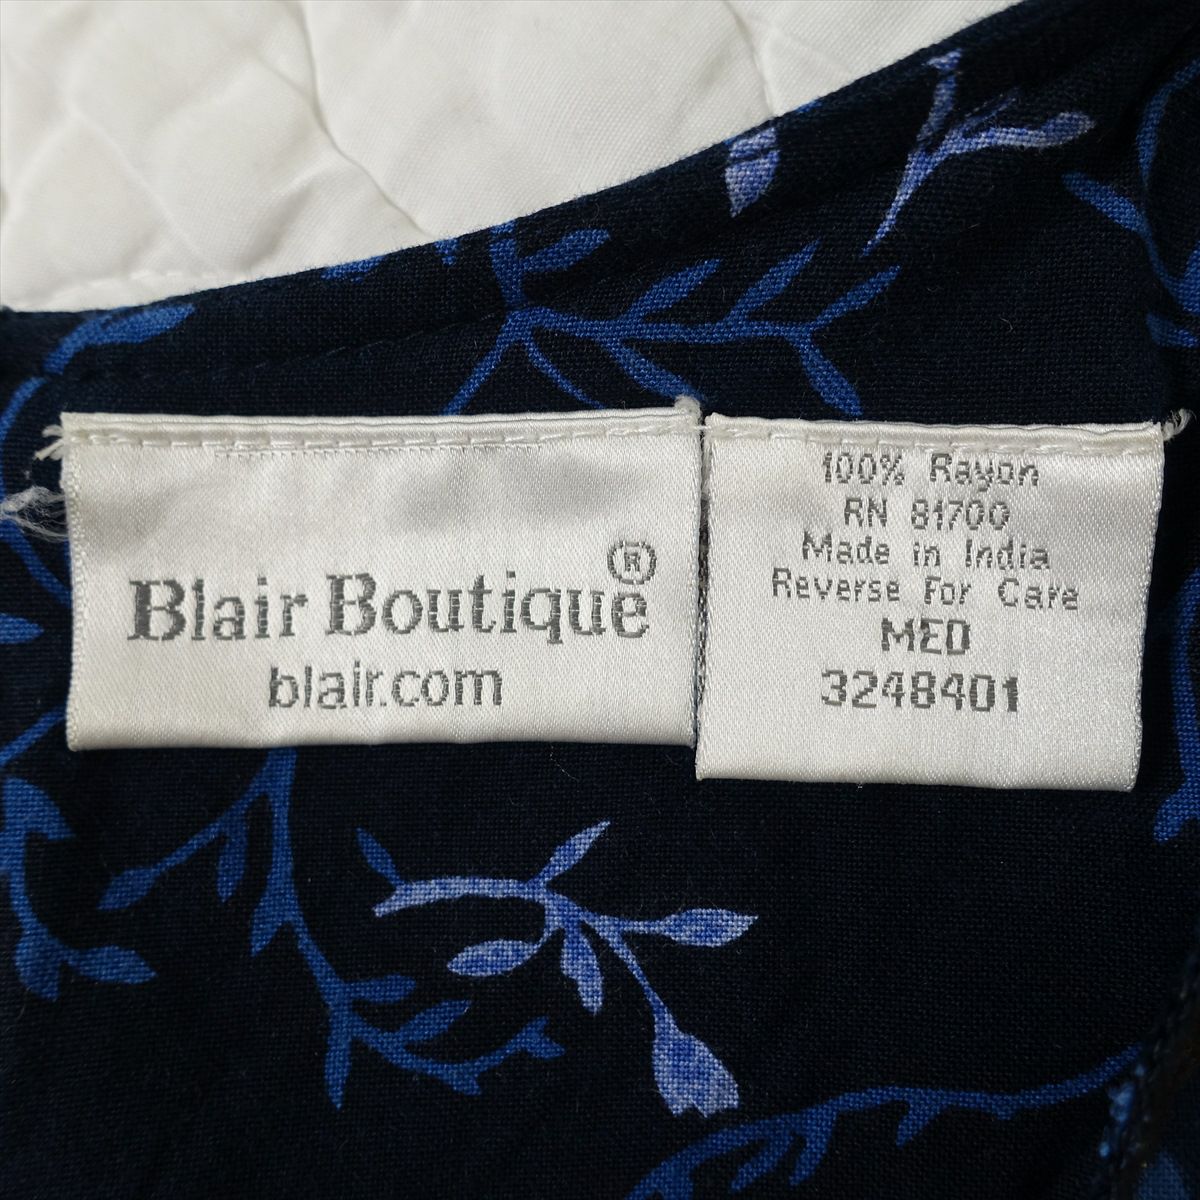 Blair Boutique®
blair.com
100% Rayon
RN 81700
Made in India
Reverse For Care
MED
3248401